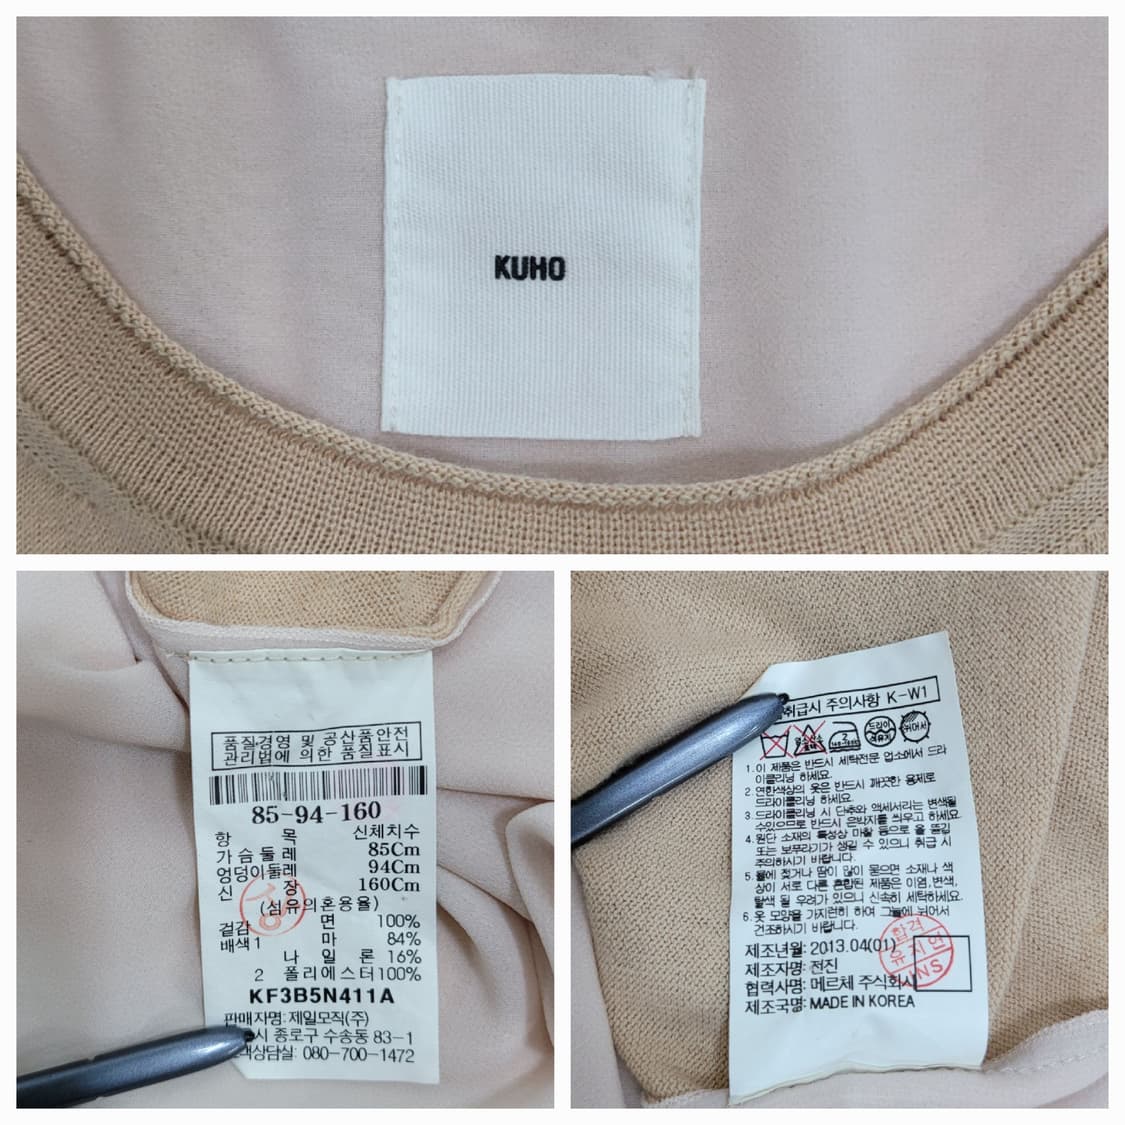 KUHO
품질경영 및 공산품안전
관리법에 의한 품질표시
85-94-160
항 목 신체치수
가슴둘레 85Cm
엉덩이둘레 94Cm
신 장 160Cm
(섬유의혼용율)
겉감 면 100%
배색1 마 84%
나일론 16%
2 폴리에스터100%
KF3B5N411A
판매자명: 제일모직(주)
시 종로구 수송동 83-1
080-700-1472
취급시 주의사항 K-W1
드라이
석유계
1.이 제품은 반드시 세탁전문 업소에서 드라
이클리닝 하세요.
2.연한색상의 옷은 반드시 깨끗한 용제로
드라이클리닝 하세요.
3.드라이클리닝 시 단추와 액세서리는 변색될
수있으므로 반드시 은박지를 씌우고 하세요.
4.원단 소재의 특성상 마찰 등으로 올 뜯김
또는 보푸라기가 생길 수 있으니 취급 시
주의하시기 바랍니다.
5.물에 젖거나 땀이 많이 묻으면 소재나 색
상이 서로 다른 혼합된 제품은 이염,변색,
탈색 될 우려가 있으니 신속히 세탁하세요.
6.옷 모양을 가지런히 하여 그늘에 뉘어서
건조하시기 바랍니다.
제조년월: 2013.04(01)
제조자명: 전진
협력사명: 메르체 주식회사
제조국명: MADE IN KOREA
합격
유지현
INS